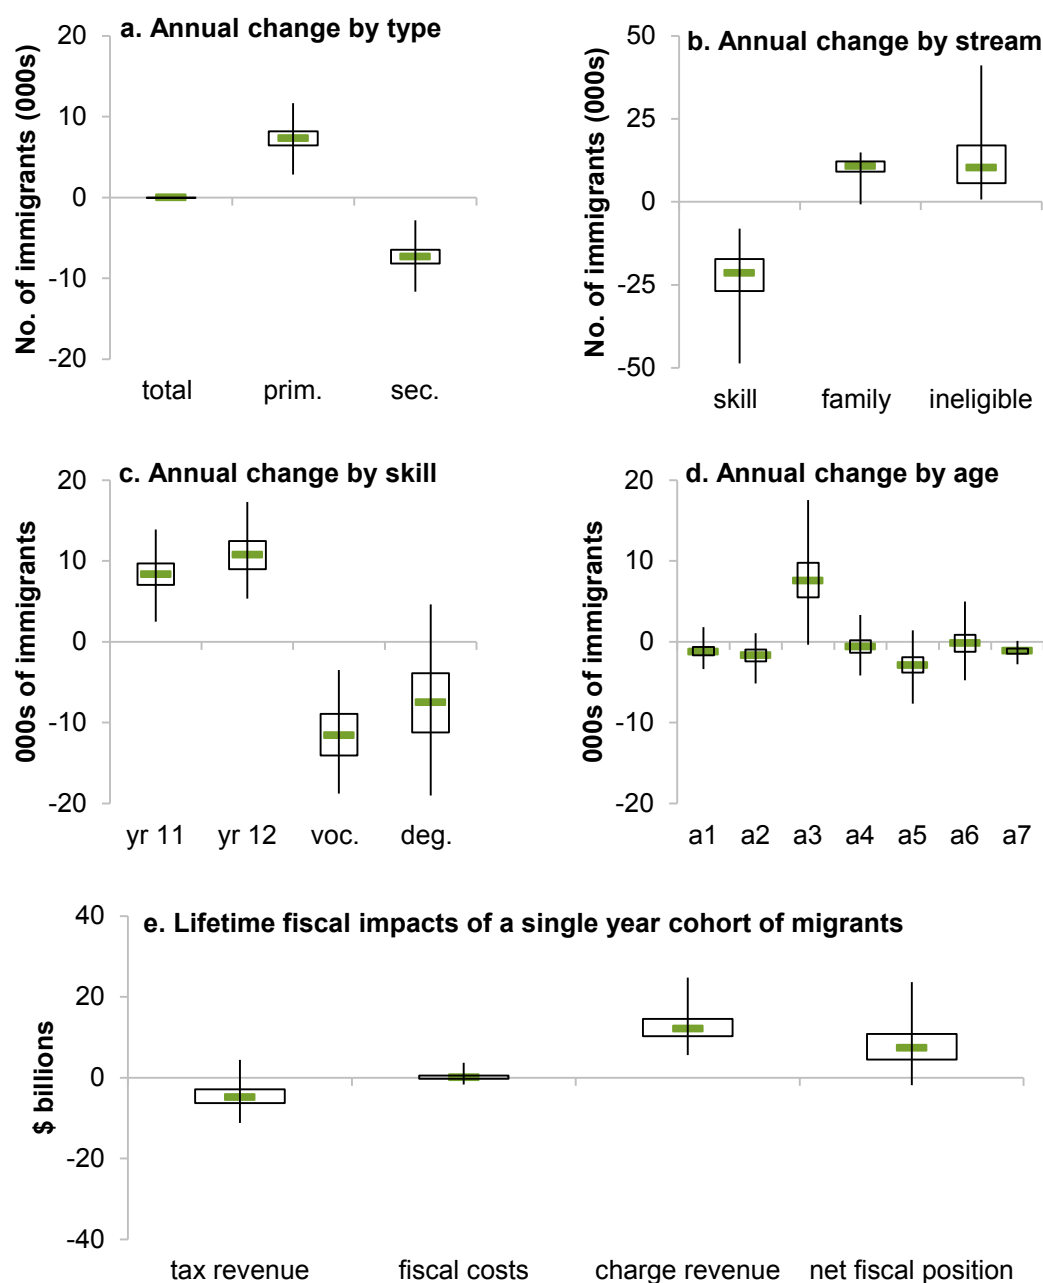 a. Annual change by type
No. of immigrants (000s)
20
10
0
-10
-20
total prim. sec.
b. Annual change by stream
No. of immigrants (000s)
50
25
0
-25
-50
skill family ineligible
c. Annual change by skill
000s of immigrants
20
10
0
-10
-20
yr 11 yr 12 voc. deg.
d. Annual change by age
000s of immigrants
20
10
0
-10
-20
a1 a2 a3 a4 a5 a6 a7
e. Lifetime fiscal impacts of a single year cohort of migrants
$ billions
40
20
0
-20
-40
tax revenue fiscal costs charge revenue net fiscal position